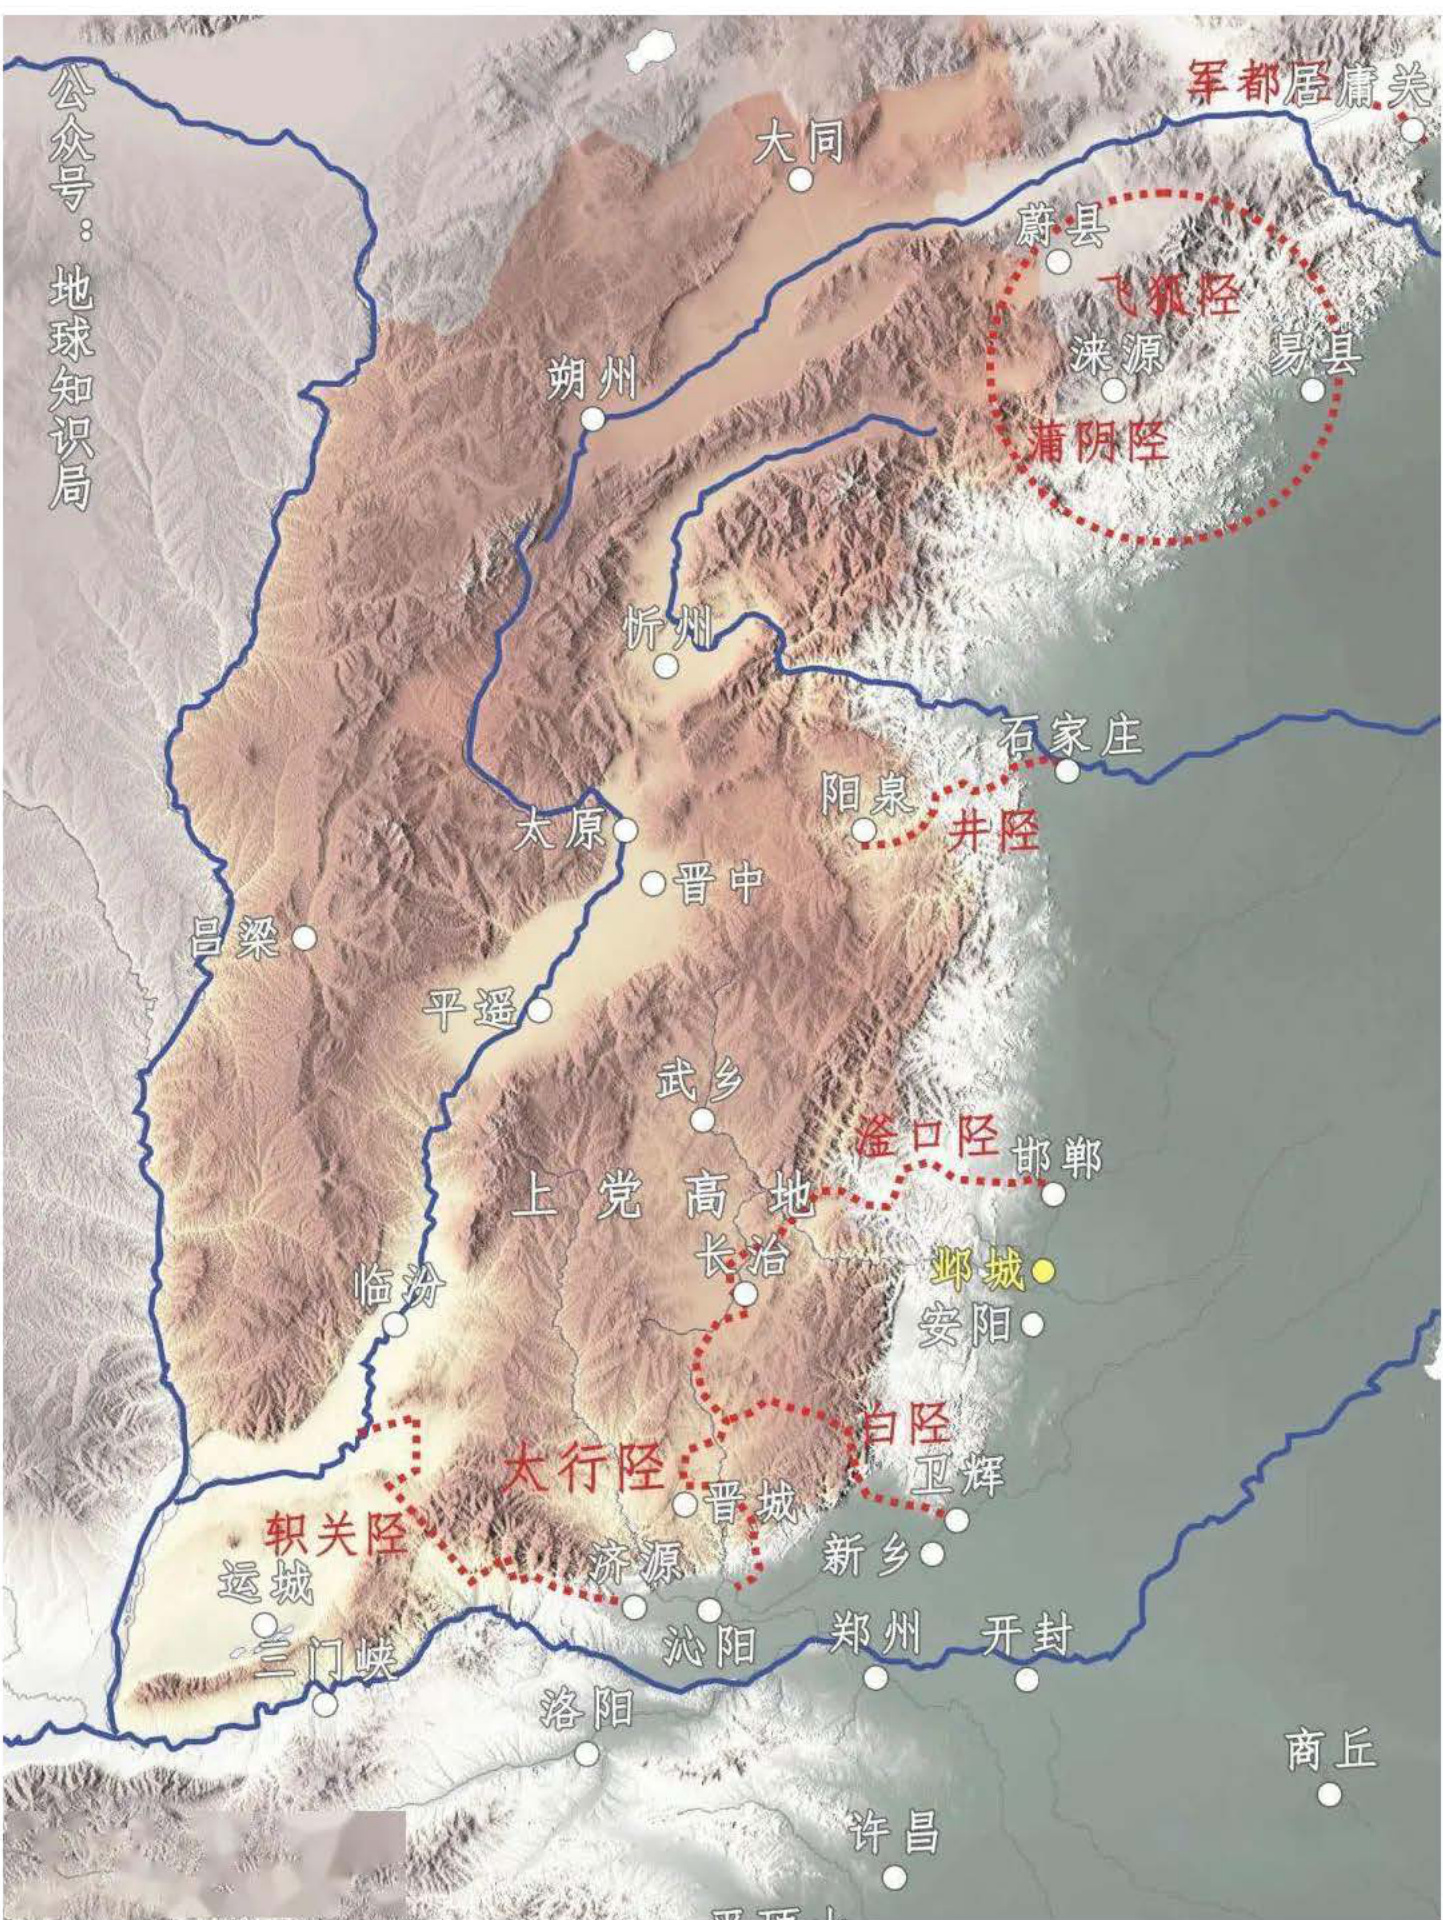 公众号：地球知识局
军都陉
居庸关
大同
蔚县
飞狐陉
涞源
易县
朔州
蒲阴陉
忻州
石家庄
阳泉
井陉
太原
晋中
吕梁
平遥
武乡
滏口陉
邯郸
上党高地
长治
邺城
临汾
安阳
白陉
太行陉
卫辉
晋城
轵关陉
济源
新乡
运城
沁阳
郑州
开封
三门峡
洛阳
商丘
许昌